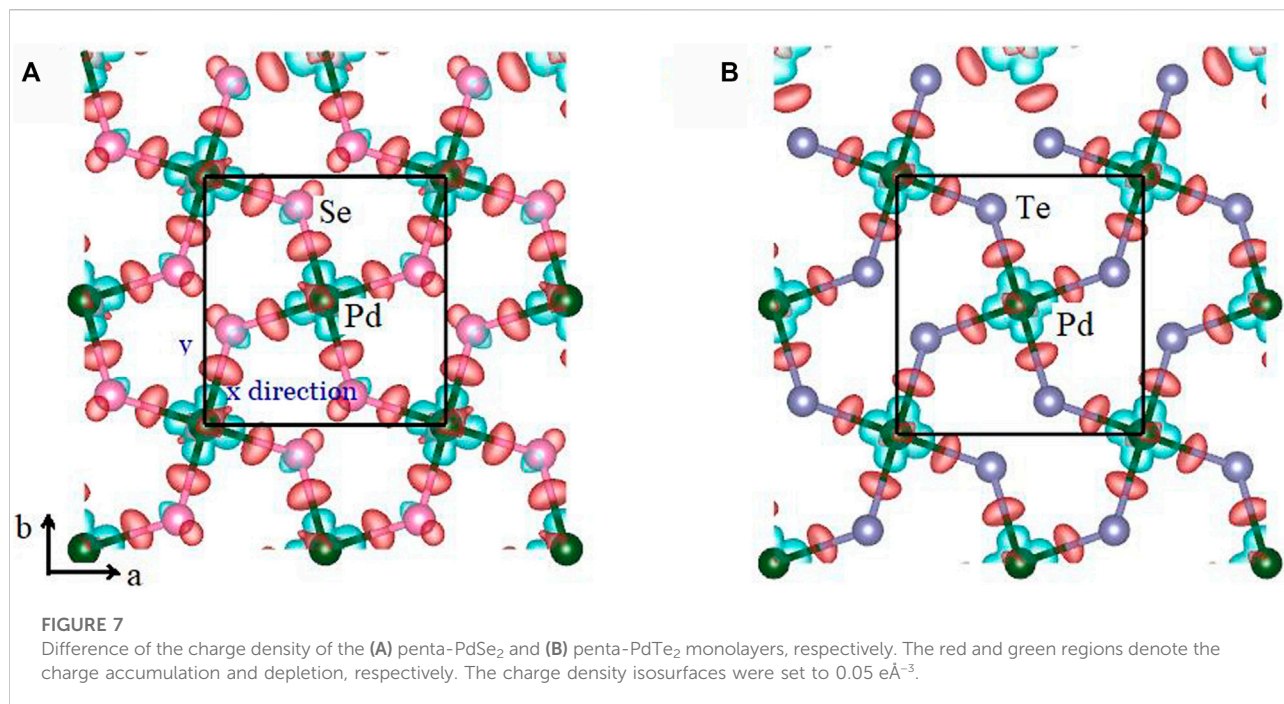 A
B
Se
Te
Pd
Pd
y
x direction
b
a
FIGURE 7
Difference of the charge density of the (A) penta-PdSe₂ and (B) penta-PdTe₂ monolayers, respectively. The red and green regions denote the
charge accumulation and depletion, respectively. The charge density isosurfaces were set to 0.05 eÅ⁻³.